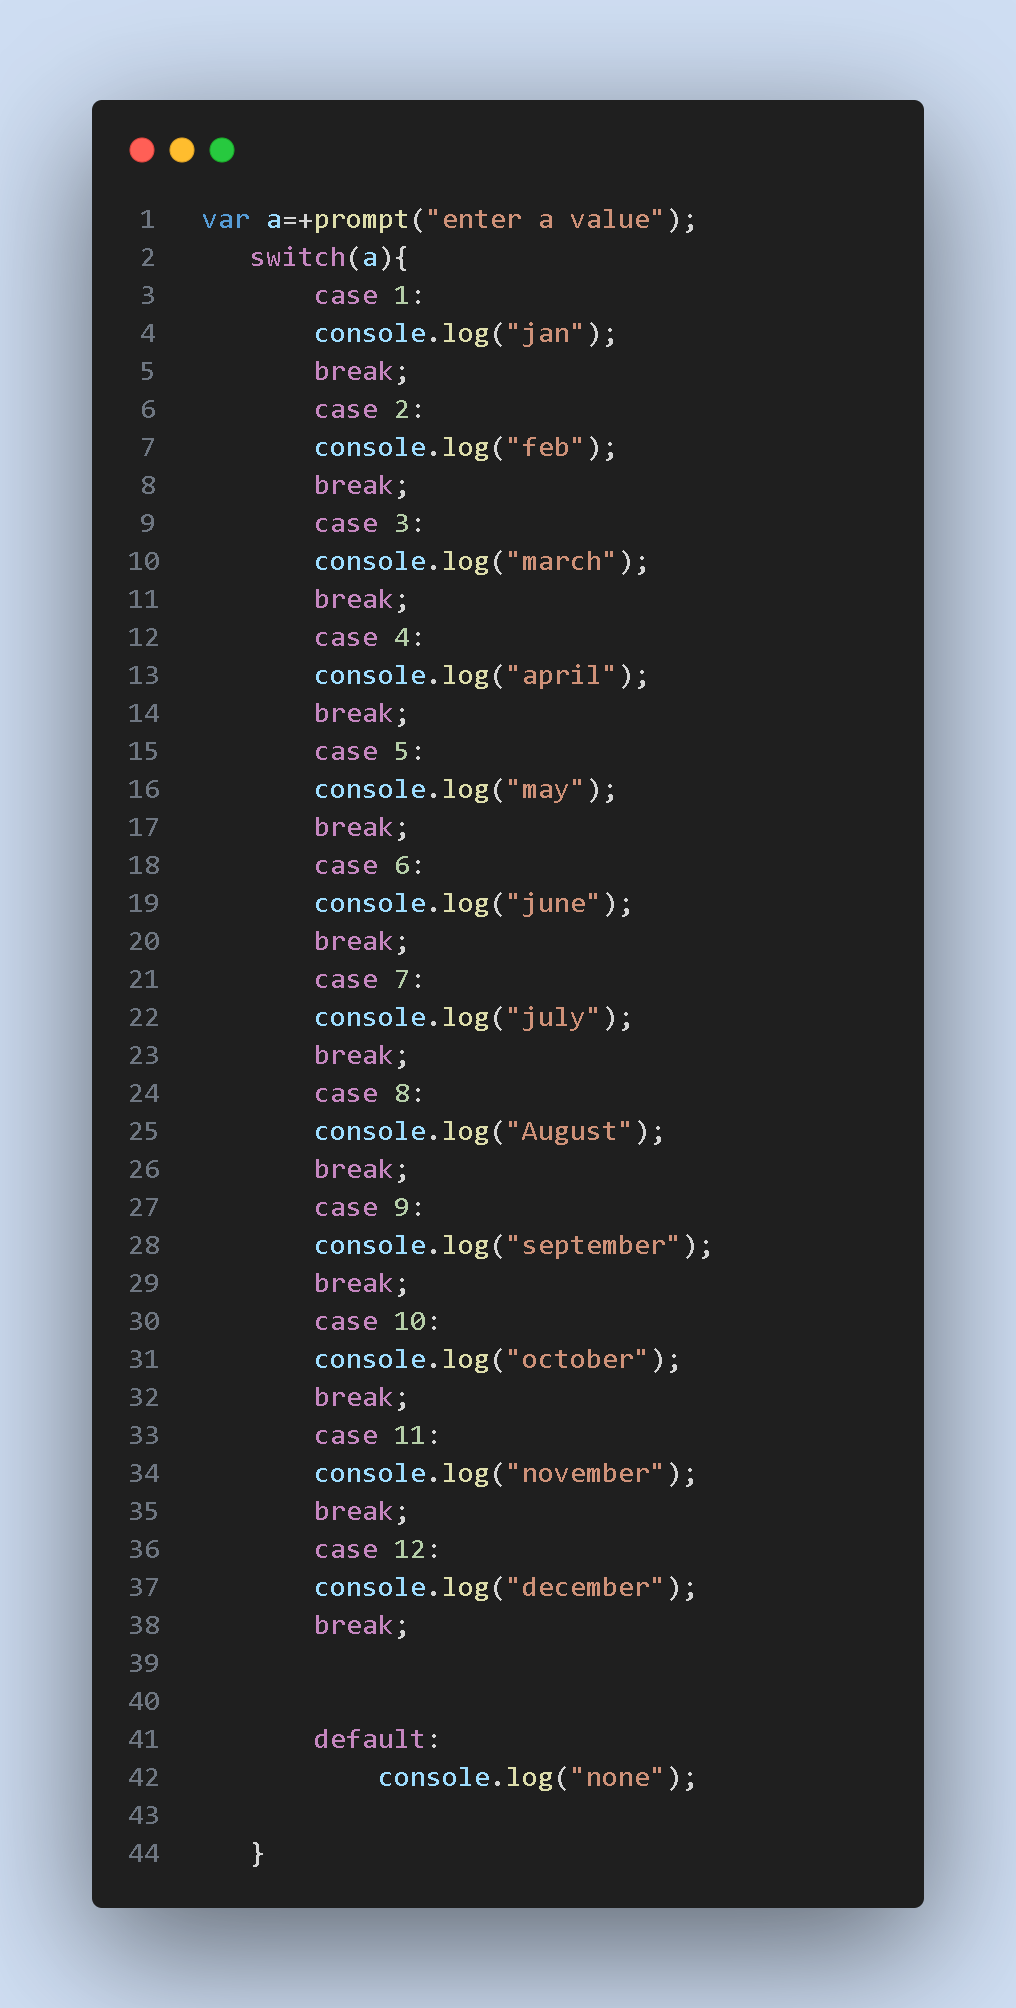 1 var a=+prompt("enter a value");
2 switch(a){
3 case 1:
4 console.log("jan");
5 break;
6 case 2:
7 console.log("feb");
8 break;
9 case 3:
10 console.log("march");
11 break;
12 case 4:
13 console.log("april");
14 break;
15 case 5:
16 console.log("may");
17 break;
18 case 6:
19 console.log("june");
20 break;
21 case 7:
22 console.log("july");
23 break;
24 case 8:
25 console.log("August");
26 break;
27 case 9:
28 console.log("september");
29 break;
30 case 10:
31 console.log("october");
32 break;
33 case 11:
34 console.log("november");
35 break;
36 case 12:
37 console.log("december");
38 break;
39
40
41 default:
42 console.log("none");
43
44 }